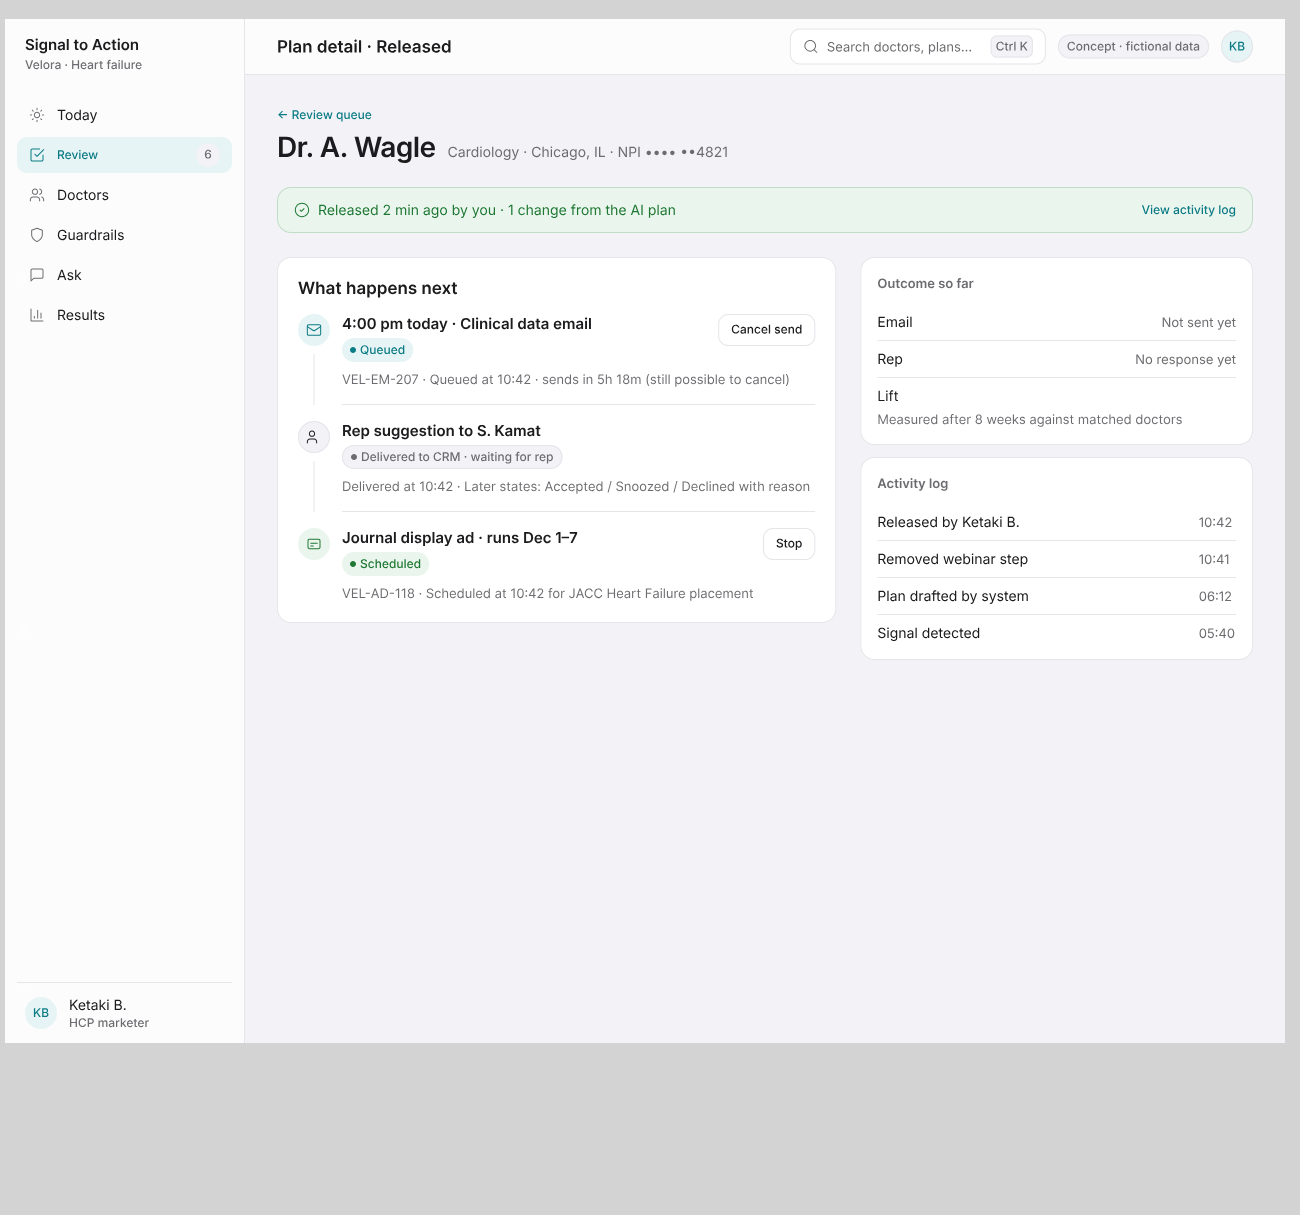 Signal to Action
Velora · Heart failure
Today
Review 6
Doctors
Guardrails
Ask
Results
KB Ketaki B.
HCP marketer
Plan detail · Released
Search doctors, plans... Ctrl K
Concept · fictional data
KB
← Review queue
Dr. A. Wagle Cardiology · Chicago, IL · NPI •••• ••4821
Released 2 min ago by you · 1 change from the AI plan View activity log
What happens next
4:00 pm today · Clinical data email Cancel send
Queued
VEL-EM-207 · Queued at 10:42 · sends in 5h 18m (still possible to cancel)
Rep suggestion to S. Kamat
Delivered to CRM · waiting for rep
Delivered at 10:42 · Later states: Accepted / Snoozed / Declined with reason
Journal display ad · runs Dec 1–7 Stop
Scheduled
VEL-AD-118 · Scheduled at 10:42 for JACC Heart Failure placement
Outcome so far
Email Not sent yet
Rep No response yet
Lift
Measured after 8 weeks against matched doctors
Activity log
Released by Ketaki B. 10:42
Removed webinar step 10:41
Plan drafted by system 06:12
Signal detected 05:40